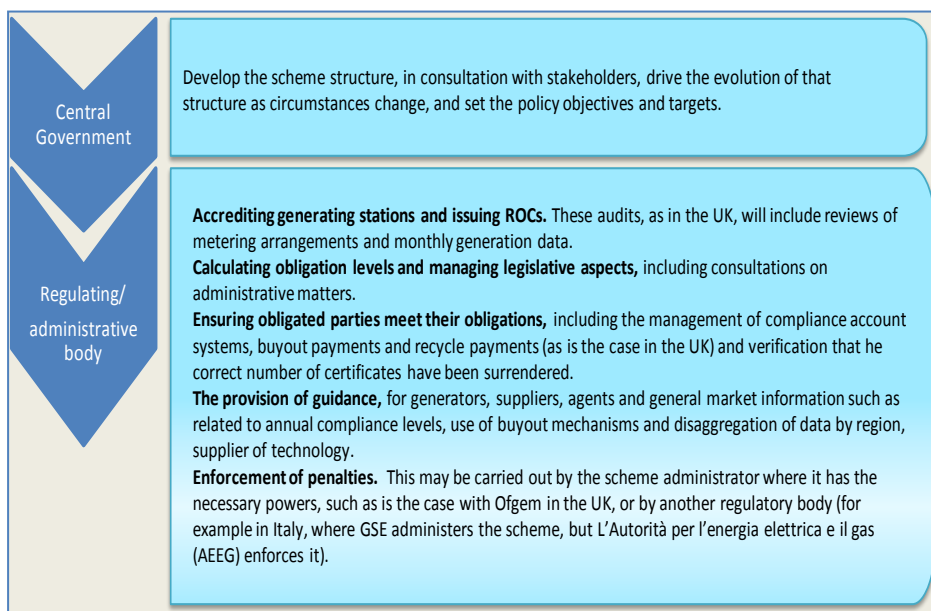 Central
Government
Develop the scheme structure, in consultation with stakeholders, drive the evolution of that
structure as circumstances change, and set the policy objectives and targets.
Regulating/
administrative
body
Accrediting generating stations and issuing ROCs. These audits, as in the UK, will include reviews of
metering arrangements and monthly generation data.
Calculating obligation levels and managing legislative aspects, including consultations on
administrative matters.
Ensuring obligated parties meet their obligations, including the management of compliance account
systems, buyout payments and recycle payments (as is the case in the UK) and verification that he
correct number of certificates have been surrendered.
The provision of guidance, for generators, suppliers, agents and general market information such as
related to annual compliance levels, use of buyout mechanisms and disaggregation of data by region,
supplier of technology.
Enforcement of penalties. This may be carried out by the scheme administrator where it has the
necessary powers, such as is the case with Ofgem in the UK, or by another regulatory body (for
example in Italy, where GSE administers the scheme, but L’Autorità per l’energia elettrica e il gas
(AEEG) enforces it).